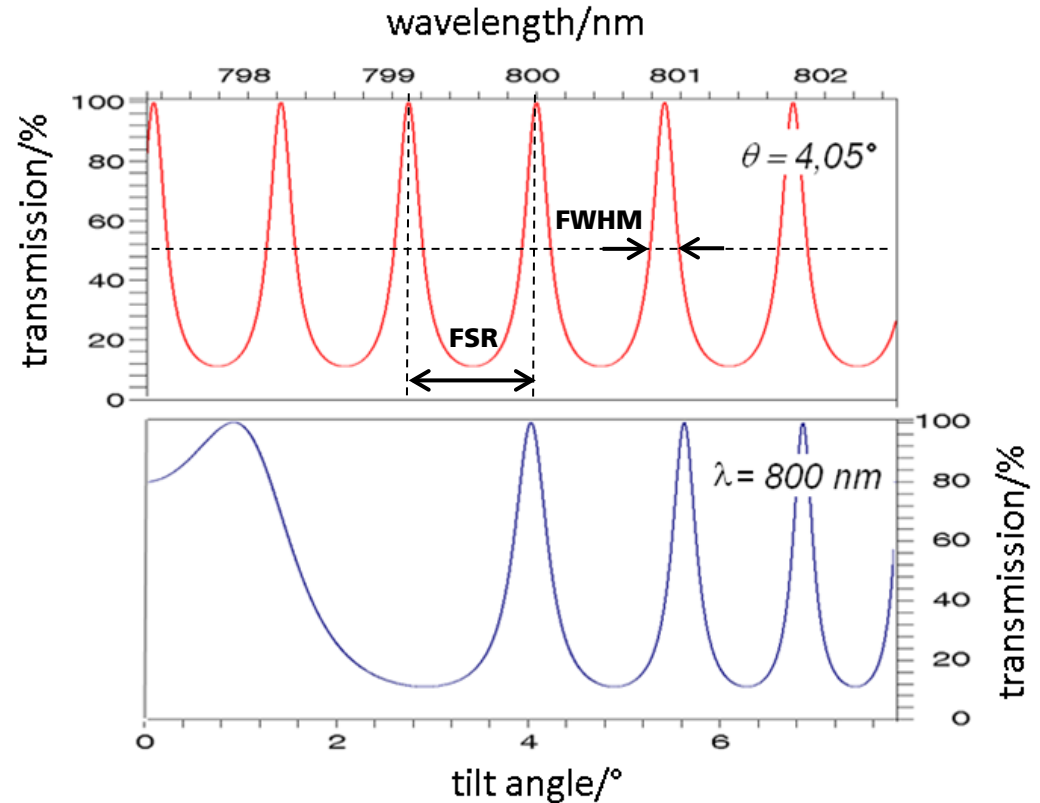 wavelength/nm
798 799 800 801 802
transmission/%
100
80
60
40
20
0
θ = 4,05°
FWHM
FSR
100
80
60
40
20
0
λ = 800 nm
transmission/%
0 2 4 6
tilt angle/°